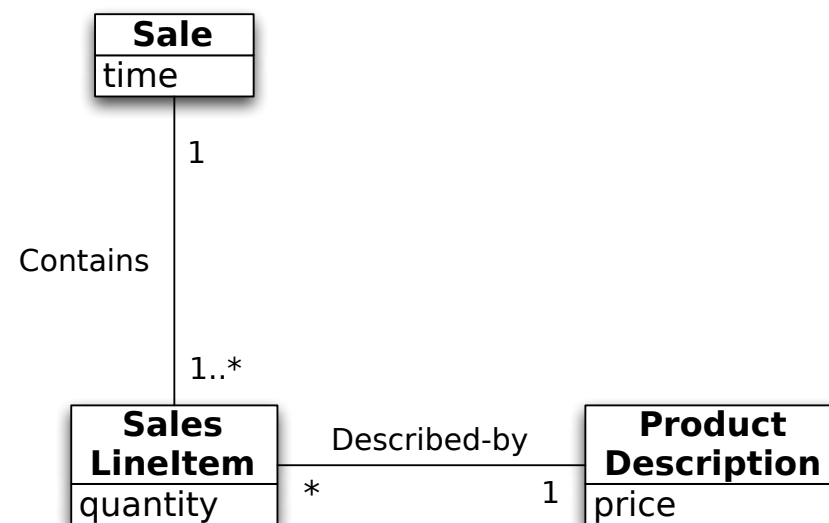 Sale
time
1
Contains
1..*
Sales
LineItem
quantity
Described-by
*
1
Product
Description
price